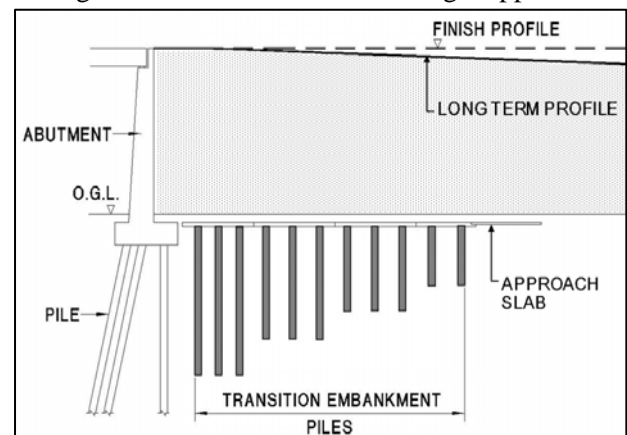 FINISH PROFILE
LONG TERM PROFILE
ABUTMENT
O.G.L.
APPROACH
SLAB
PILE
TRANSITION EMBANKMENT
PILES